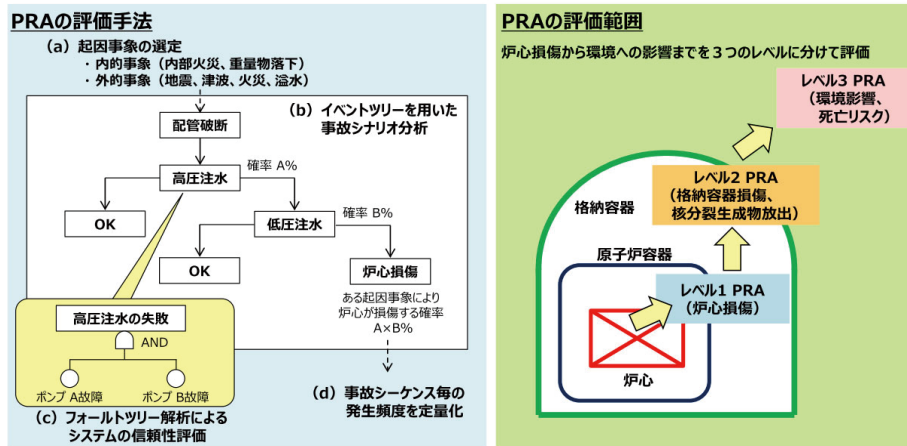 PRAの評価手法
(a) 起因事象の選定
・内的事象（内部火災、重量物落下）
・外的事象（地震、津波、火災、溢水）
(b) イベントツリーを用いた
事故シナリオ分析
配管破断
高圧注水
確率 A%
OK
低圧注水
確率 B%
OK
炉心損傷
ある起因事象により
炉心が損傷する確率
A×B%
高圧注水の失敗
AND
ポンプ A故障
ポンプ B故障
(c) フォールトツリー解析による
システムの信頼性評価
(d) 事故シーケンス毎の
発生頻度を定量化
PRAの評価範囲
炉心損傷から環境への影響までを３つのレベルに分けて評価
レベル3 PRA
（環境影響、
死亡リスク）
レベル2 PRA
（格納容器損傷、
核分裂生成物放出）
格納容器
原子炉容器
レベル1 PRA
（炉心損傷）
炉心